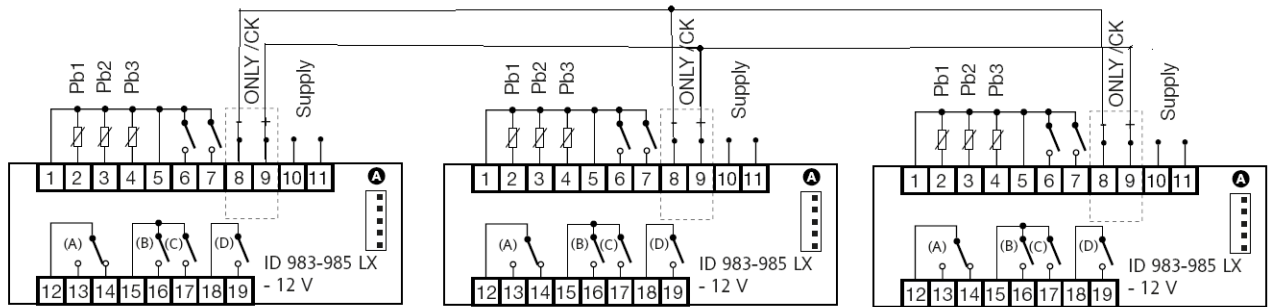 Pb1 Pb2 Pb3 ONLY /CK Supply
- +
1 2 3 4 5 6 7 8 9 10 11 A
(A) (B) (C) (D)
ID 983-985 LX
- 12 V
12 13 14 15 16 17 18 19
Pb1 Pb2 Pb3 ONLY /CK Supply
- +
1 2 3 4 5 6 7 8 9 10 11 A
(A) (B) (C) (D)
ID 983-985 LX
- 12 V
12 13 14 15 16 17 18 19
Pb1 Pb2 Pb3 ONLY /CK Supply
- +
1 2 3 4 5 6 7 8 9 10 11 A
(A) (B) (C) (D)
ID 983-985 LX
- 12 V
12 13 14 15 16 17 18 19